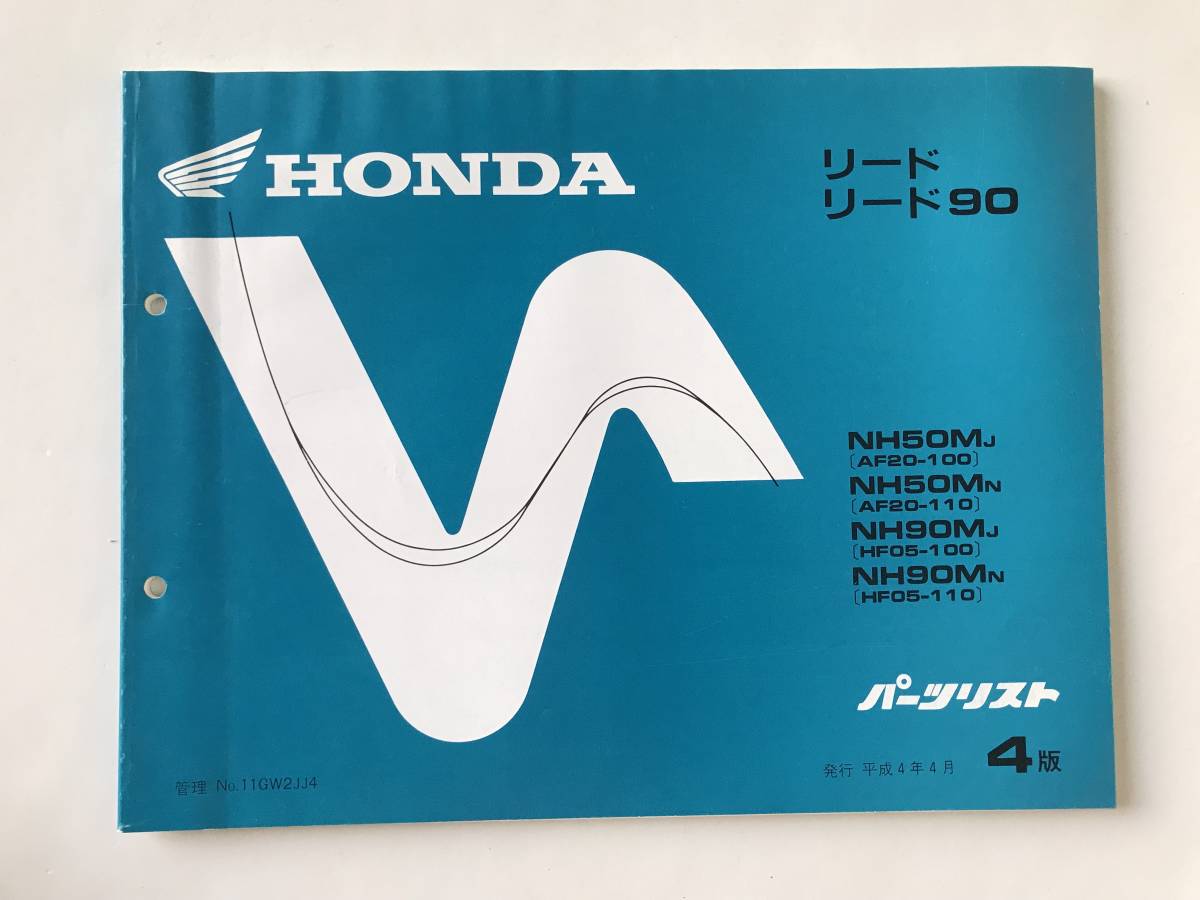 HONDA
リード
リード90
NH50MJ
〔AF20-100〕
NH50MN
〔AF20-110〕
NH90MJ
〔HF05-100〕
NH90MN
〔HF05-110〕
パーツリスト
発行 平成4年4月 4版
管理 No.11GW2JJ4